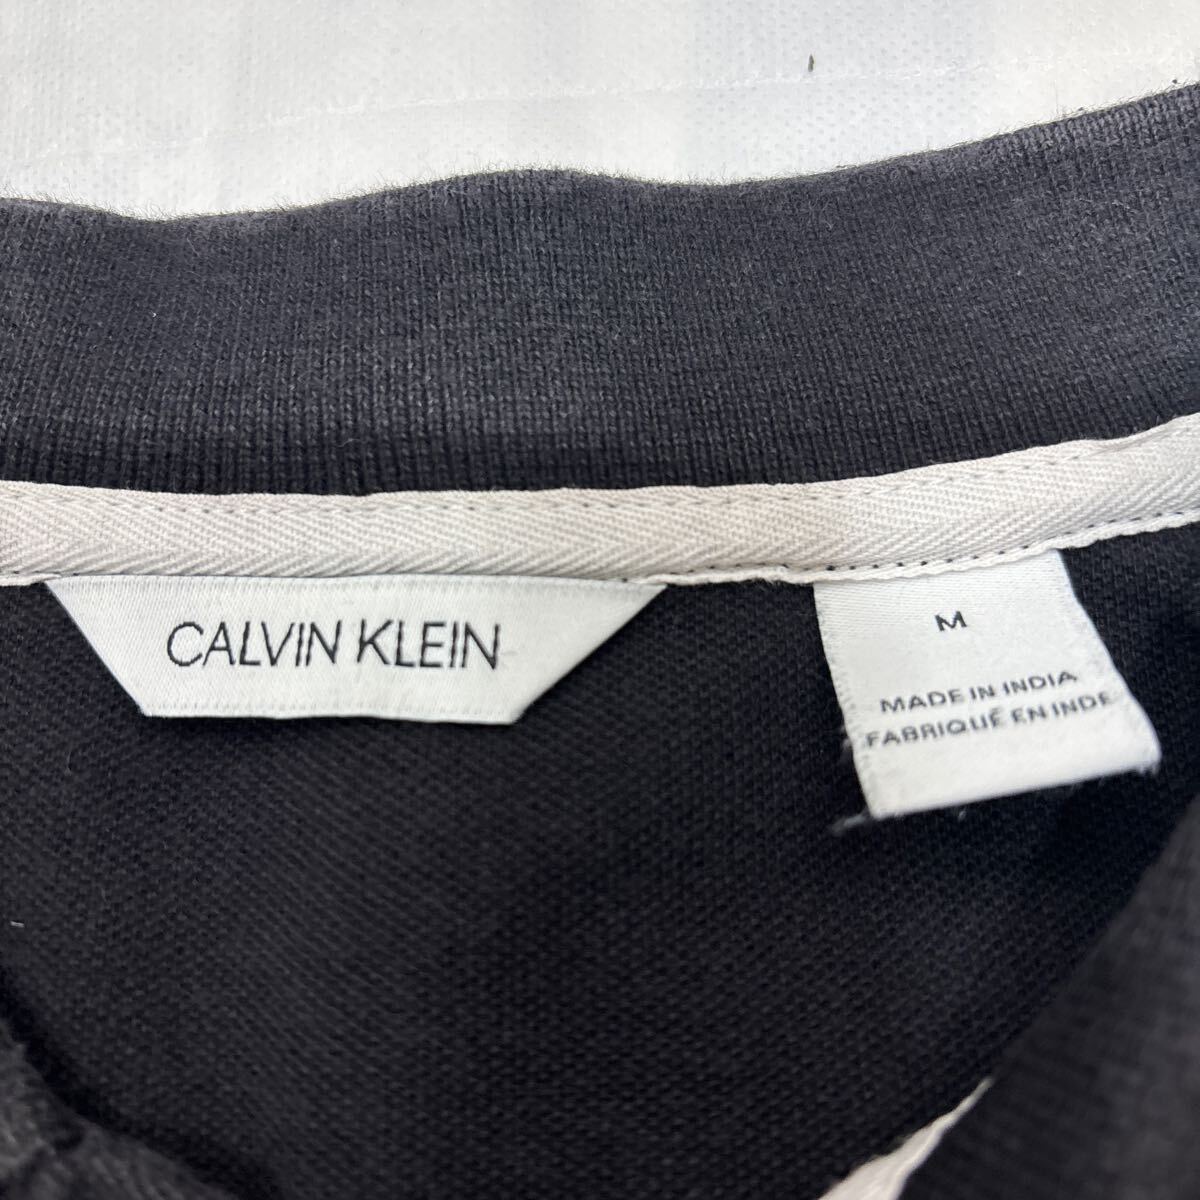 CALVIN KLEIN
M
MADE IN INDIA
FABRIQUÉ EN INDE